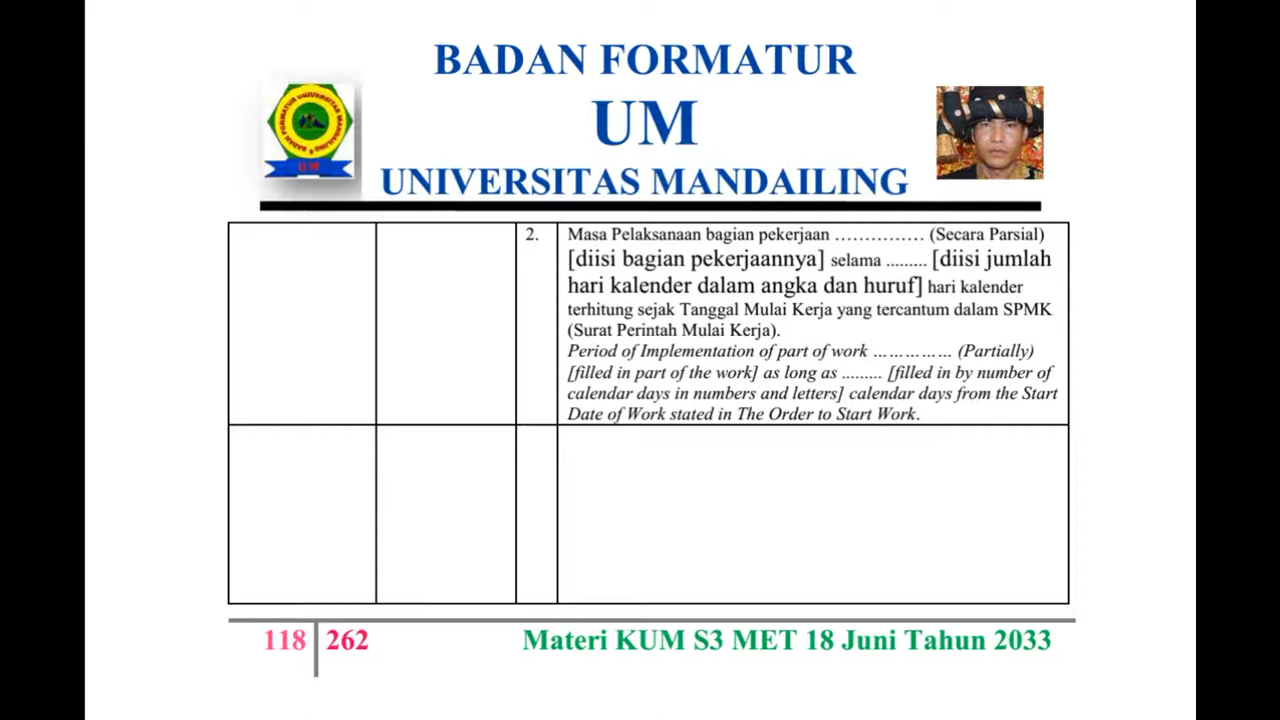 BADAN FORMATUR
UM
UNIVERSITAS MANDAILING
BADAN FORMATUR UNIVERSITAS MANDAILING
U M
2. Masa Pelaksanaan bagian pekerjaan …………… (Secara Parsial)
[diisi bagian pekerjaannya] selama ......... [diisi jumlah
hari kalender dalam angka dan huruf] hari kalender
terhitung sejak Tanggal Mulai Kerja yang tercantum dalam SPMK
(Surat Perintah Mulai Kerja).
Period of Implementation of part of work …………… (Partially)
[filled in part of the work] as long as ......... [filled in by number of
calendar days in numbers and letters] calendar days from the Start
Date of Work stated in The Order to Start Work.
118 262 Materi KUM S3 MET 18 Juni Tahun 2033